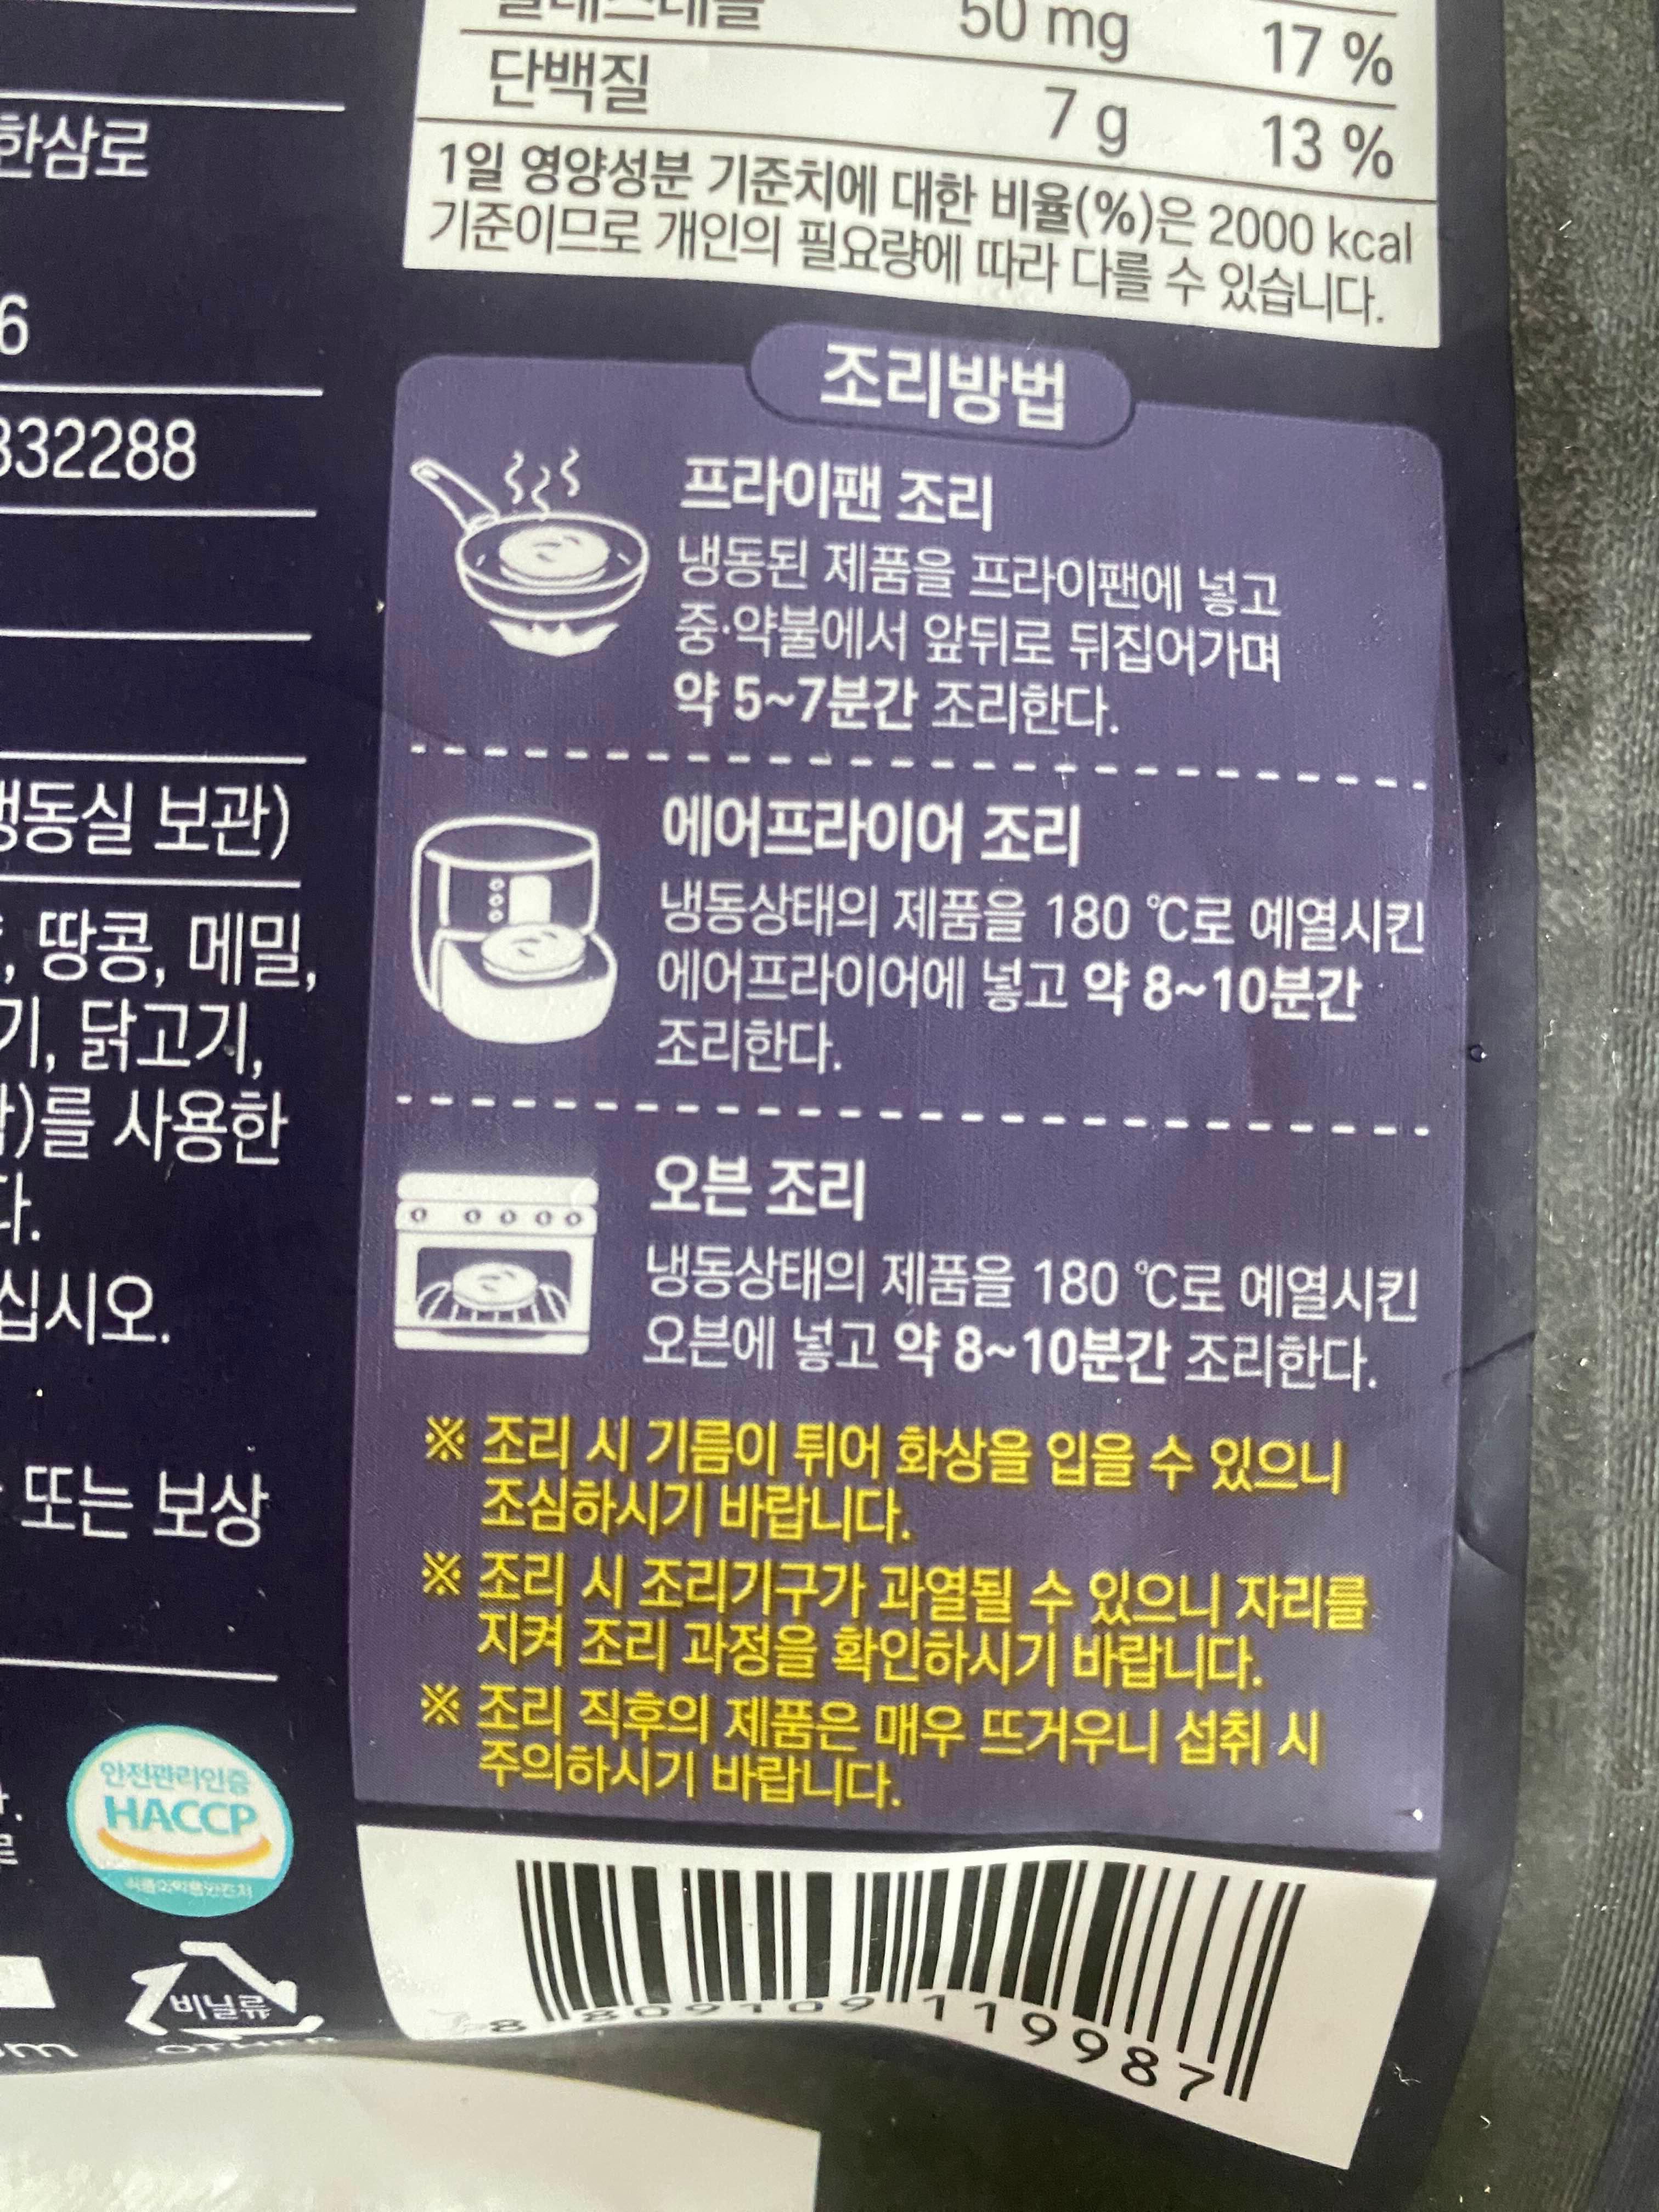 50 mg 17 %
단백질 7 g 13 %
1일 영양성분 기준치에 대한 비율(%)은 2000 kcal
기준이므로 개인의 필요량에 따라 다를 수 있습니다.
한삼로
6
332288
냉동실 보관)
, 땅콩, 메밀,
기, 닭고기,
)를 사용한
다.
십시오.
또는 보상
안전관리인증
HACCP
비닐류
조리방법
프라이팬 조리
냉동된 제품을 프라이팬에 넣고
중·약불에서 앞뒤로 뒤집어가며
약 5~7분간 조리한다.
에어프라이어 조리
냉동상태의 제품을 180 ℃로 예열시킨
에어프라이어에 넣고 약 8~10분간
조리한다.
오븐 조리
냉동상태의 제품을 180 ℃로 예열시킨
오븐에 넣고 약 8~10분간 조리한다.
※ 조리 시 기름이 튀어 화상을 입을 수 있으니
조심하시기 바랍니다.
※ 조리 시 조리기구가 과열될 수 있으니 자리를
지켜 조리 과정을 확인하시기 바랍니다.
※ 조리 직후의 제품은 매우 뜨거우니 섭취 시
주의하시기 바랍니다.
8 809109 119987